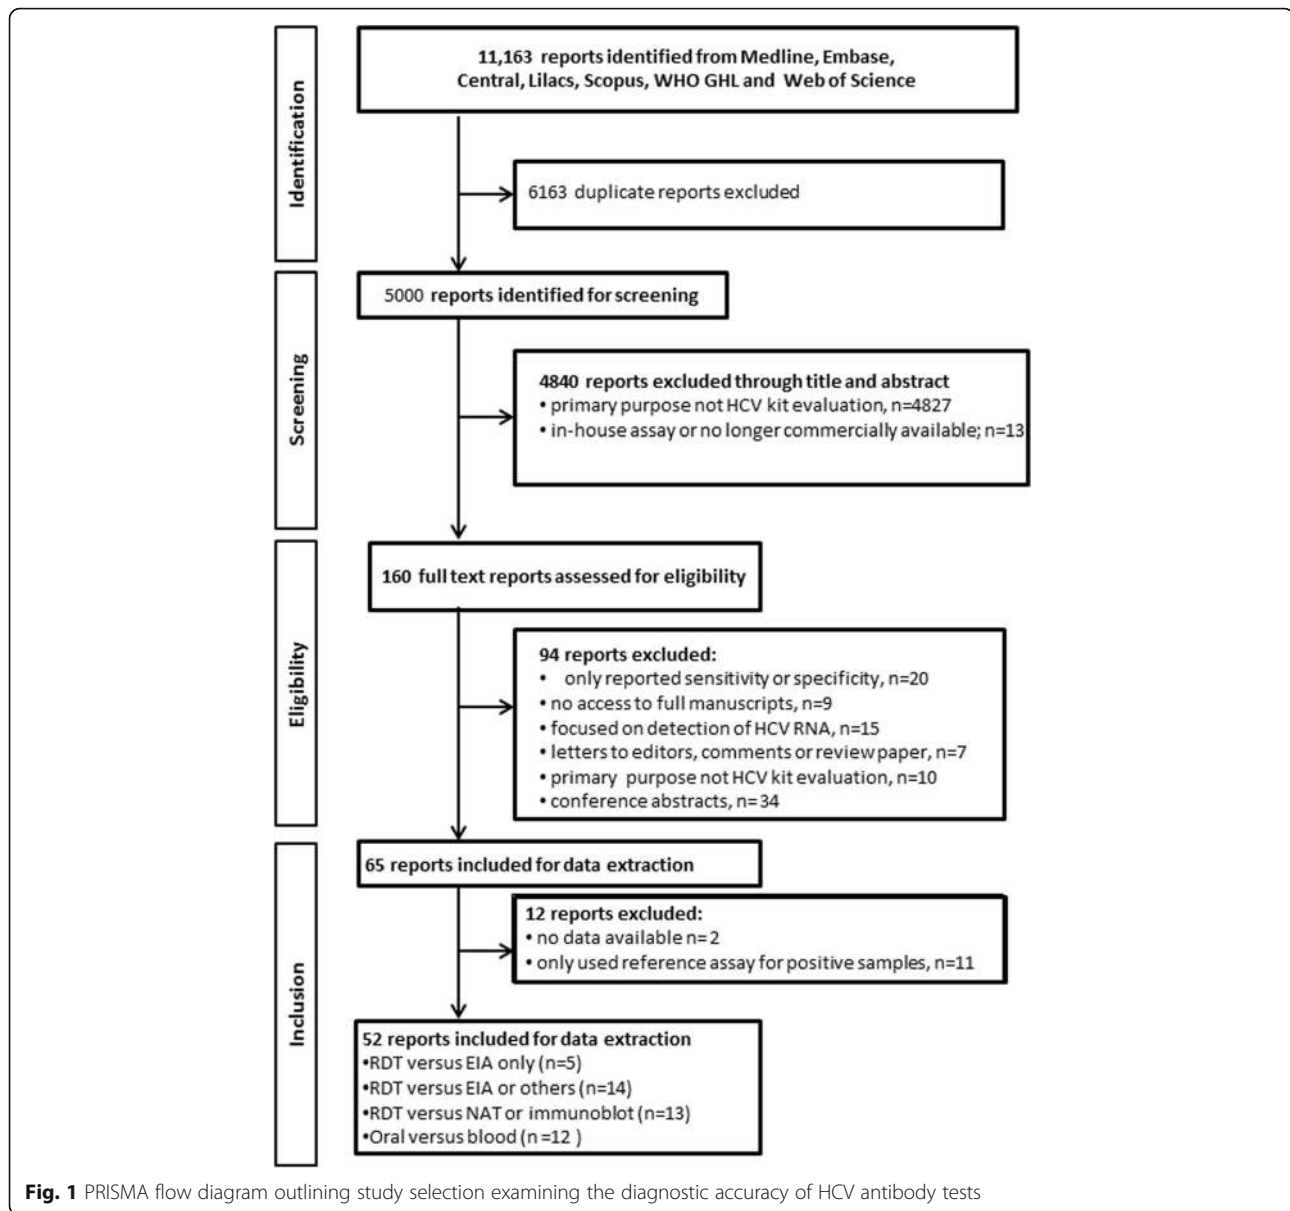 Identification
11,163 reports identified from Medline, Embase,
Central, Lilacs, Scopus, WHO GHL and Web of Science
6163 duplicate reports excluded
Screening
5000 reports identified for screening
4840 reports excluded through title and abstract
• primary purpose not HCV kit evaluation, n=4827
• in-house assay or no longer commercially available; n=13
Eligibility
160 full text reports assessed for eligibility
94 reports excluded:
• only reported sensitivity or specificity, n=20
• no access to full manuscripts, n=9
• focused on detection of HCV RNA, n=15
• letters to editors, comments or review paper, n=7
• primary purpose not HCV kit evaluation, n=10
• conference abstracts, n=34
Inclusion
65 reports included for data extraction
12 reports excluded:
• no data available n=2
• only used reference assay for positive samples, n=11
52 reports included for data extraction
•RDT versus EIA only (n=5)
•RDT versus EIA or others (n=14)
•RDT versus NAT or immunoblot (n=13)
•Oral versus blood (n =12 )
Fig. 1 PRISMA flow diagram outlining study selection examining the diagnostic accuracy of HCV antibody tests